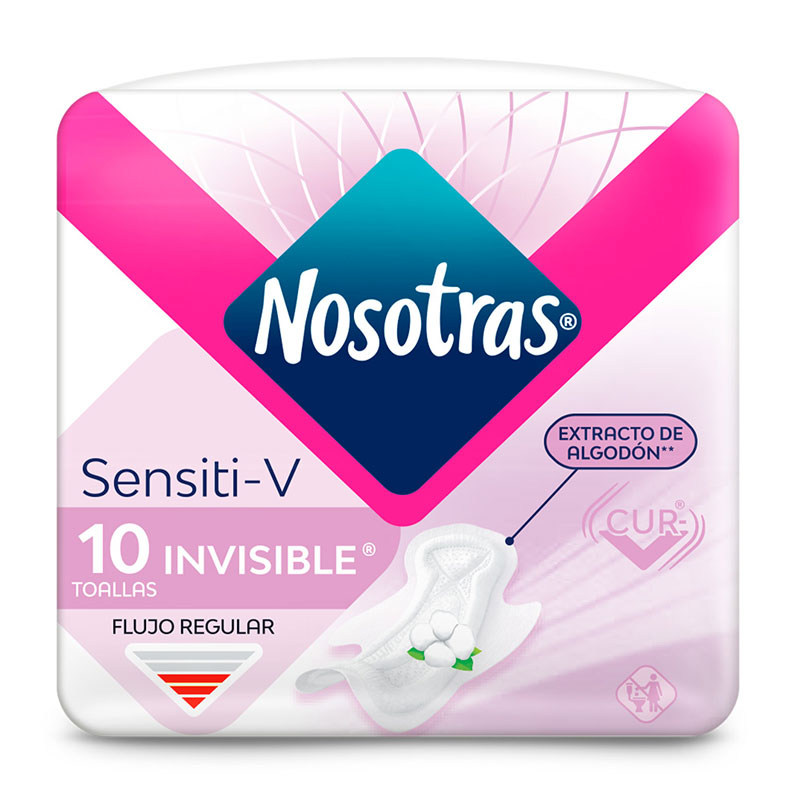 Nosotras®
EXTRACTO DE
ALGODÓN**
Sensiti-V
CUR-®
10 INVISIBLE®
TOALLAS
FLUJO REGULAR